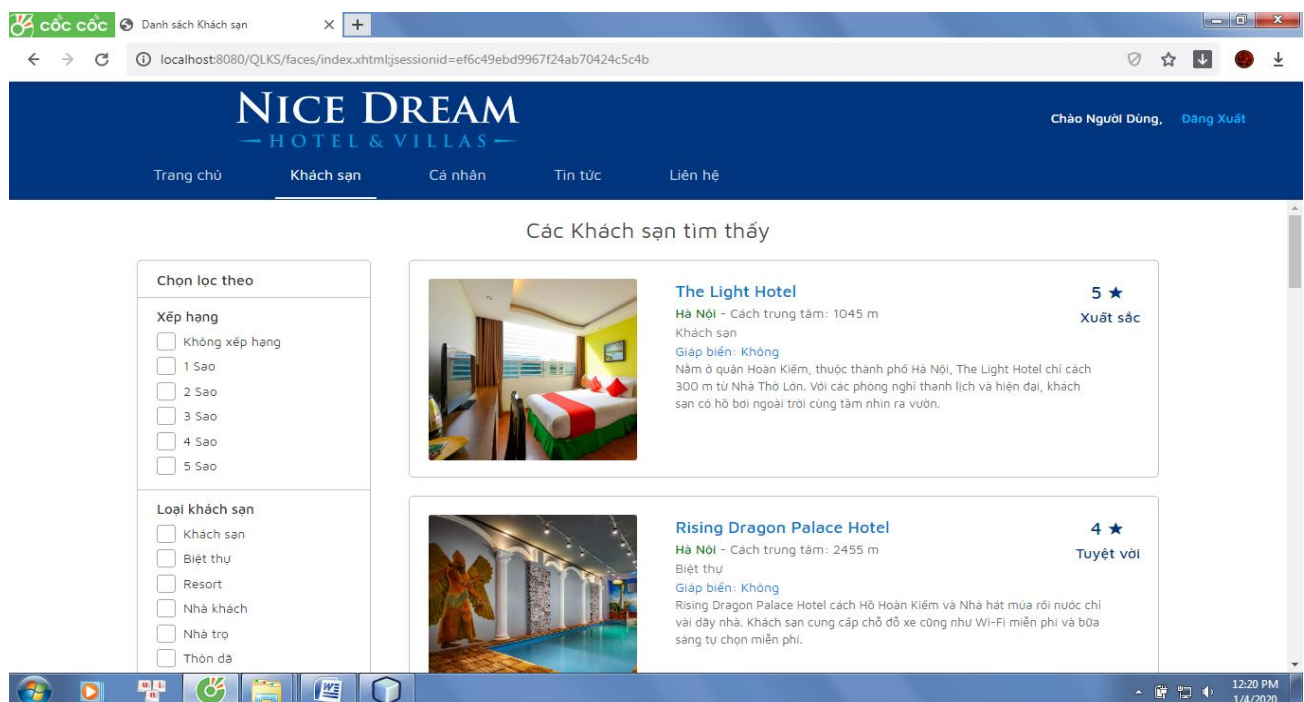 cốc cốc
Danh sách Khách sạn
localhost:8080/QLKS/faces/index.xhtml;jsessionid=ef6c49ebd9967f24ab70424c5c4b
NICE DREAM
HOTEL & VILLAS
Chào Người Dùng, Đăng Xuất
Trang chủ Khách sạn Cá nhân Tin tức Liên hệ
Các Khách sạn tìm thấy
Chọn lọc theo
Xếp hạng
Không xếp hạng
1 Sao
2 Sao
3 Sao
4 Sao
5 Sao
Loại khách sạn
Khách sạn
Biệt thự
Resort
Nhà khách
Nhà trọ
Thôn dã
The Light Hotel
Hà Nội - Cách trung tâm: 1045 m
Khách sạn
Giáp biển: Không
Nằm ở quận Hoàn Kiếm, thuộc thành phố Hà Nội, The Light Hotel chỉ cách
300 m từ Nhà Thờ Lớn. Với các phòng nghỉ thanh lịch và hiện đại, khách
sạn có hồ bơi ngoài trời cùng tầm nhìn ra vườn.
5 ★
Xuất sắc
Rising Dragon Palace Hotel
Hà Nội - Cách trung tâm: 2455 m
Biệt thự
Giáp biển: Không
Rising Dragon Palace Hotel cách Hồ Hoàn Kiếm và Nhà hát múa rối nước chỉ
vài dãy nhà. Khách sạn cung cấp chỗ đỗ xe cũng như Wi-Fi miễn phí và bữa
sáng tự chọn miễn phí.
4 ★
Tuyệt vời
12:20 PM
1/4/2020